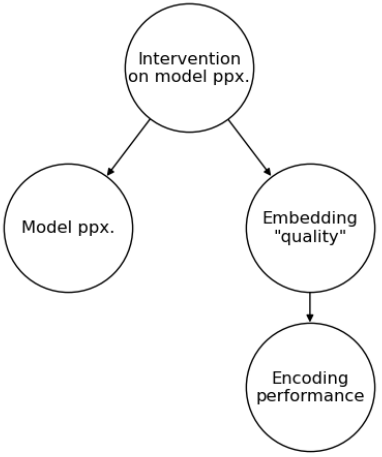 Intervention
on model ppx.
Model ppx.
Embedding
"quality"
Encoding
performance